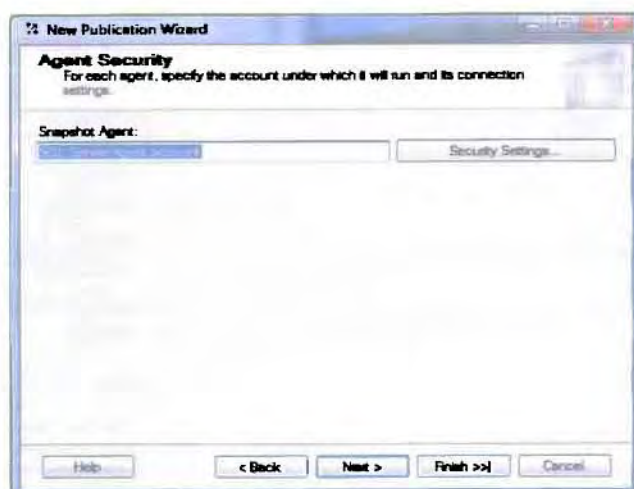 New Publication Wizard
Agent Security
For each agent, specify the account under which it will run and its connection
settings.
Snapshot Agent:
Security Settings...
Help
< Back
Next >
Finish >>|
Cancel